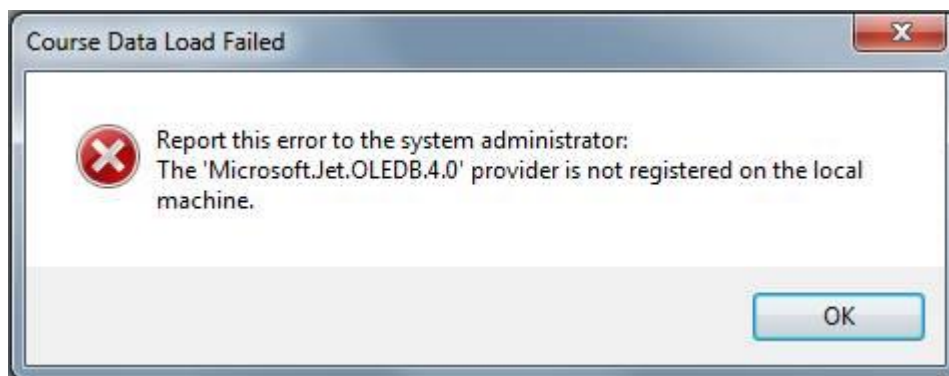 Course Data Load Failed
Report this error to the system administrator:
The 'Microsoft.Jet.OLEDB.4.0' provider is not registered on the local
machine.
OK